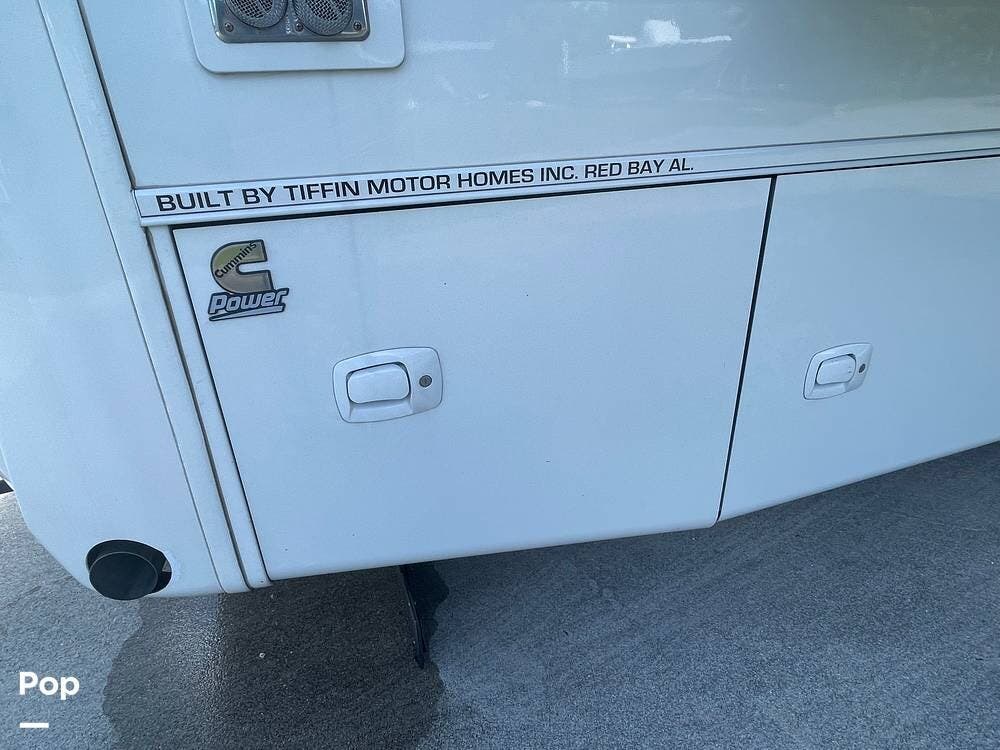 BUILT BY TIFFIN MOTOR HOMES INC. RED BAY AL.
Cummins
Power
Pop